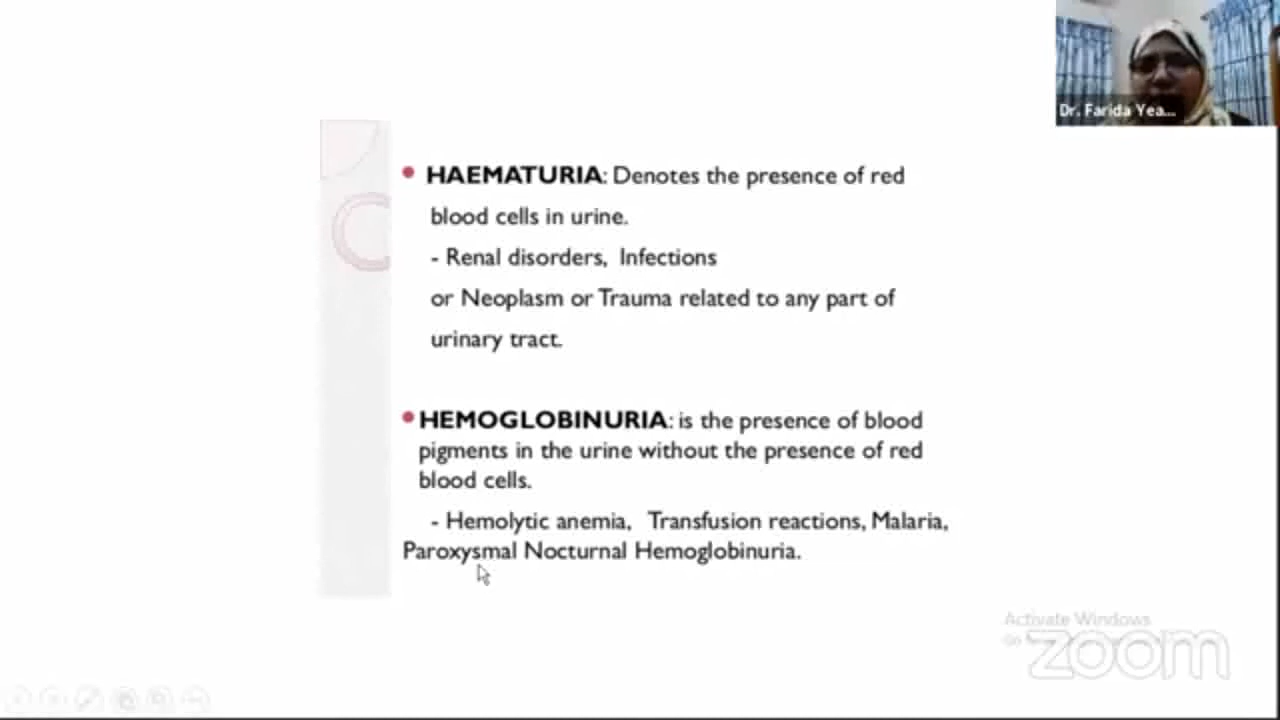 Dr. Farida Yea...
• HAEMATURIA: Denotes the presence of red
blood cells in urine.
- Renal disorders, Infections
or Neoplasm or Trauma related to any part of
urinary tract.
• HEMOGLOBINURIA: is the presence of blood
pigments in the urine without the presence of red
blood cells.
- Hemolytic anemia, Transfusion reactions, Malaria,
Paroxysmal Nocturnal Hemoglobinuria.
Activate Windows
zoom